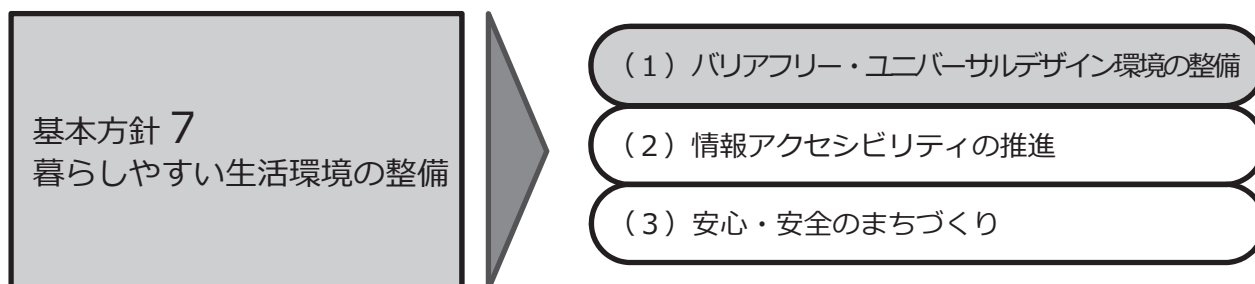 基本方針 7
暮らしやすい生活環境の整備
（１）バリアフリー・ユニバーサルデザイン環境の整備
（２）情報アクセシビリティの推進
（３）安心・安全のまちづくり